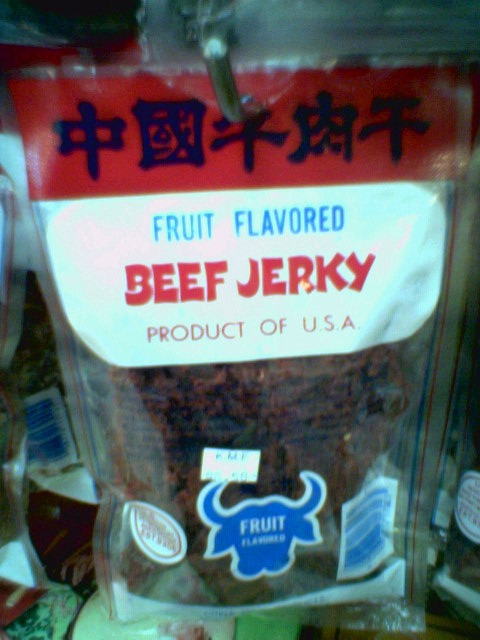 中國牛肉干
FRUIT FLAVORED
BEEF JERKY
PRODUCT OF U.S.A.
FRUIT
FLAVORED